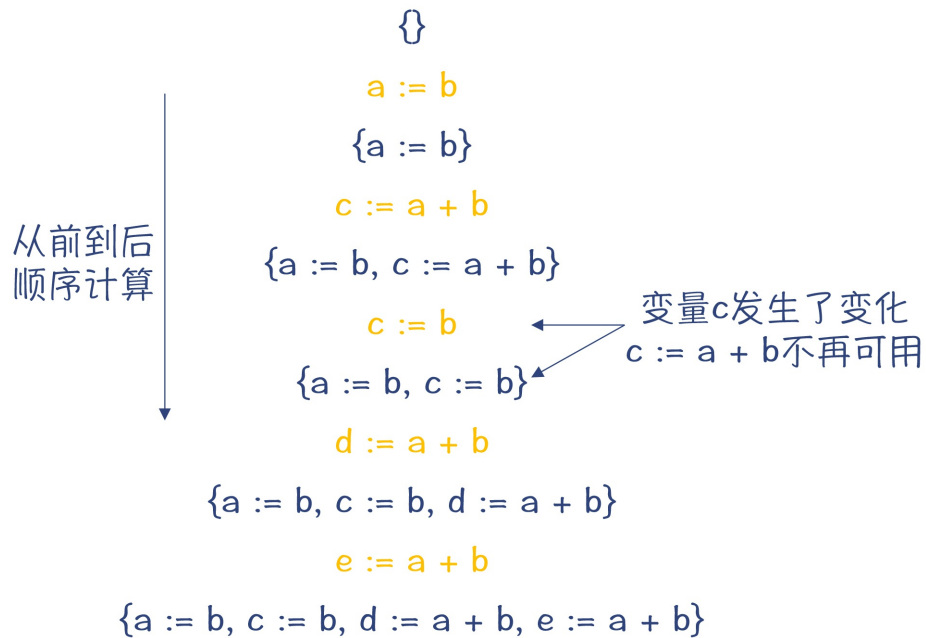 {}
a := b
{a := b}
c := a + b
从前到后
顺序计算
{a := b, c := a + b}
c := b
变量c发生了变化
c := a + b不再可用
{a := b, c := b}
d := a + b
{a := b, c := b, d := a + b}
e := a + b
{a := b, c := b, d := a + b, e := a + b}